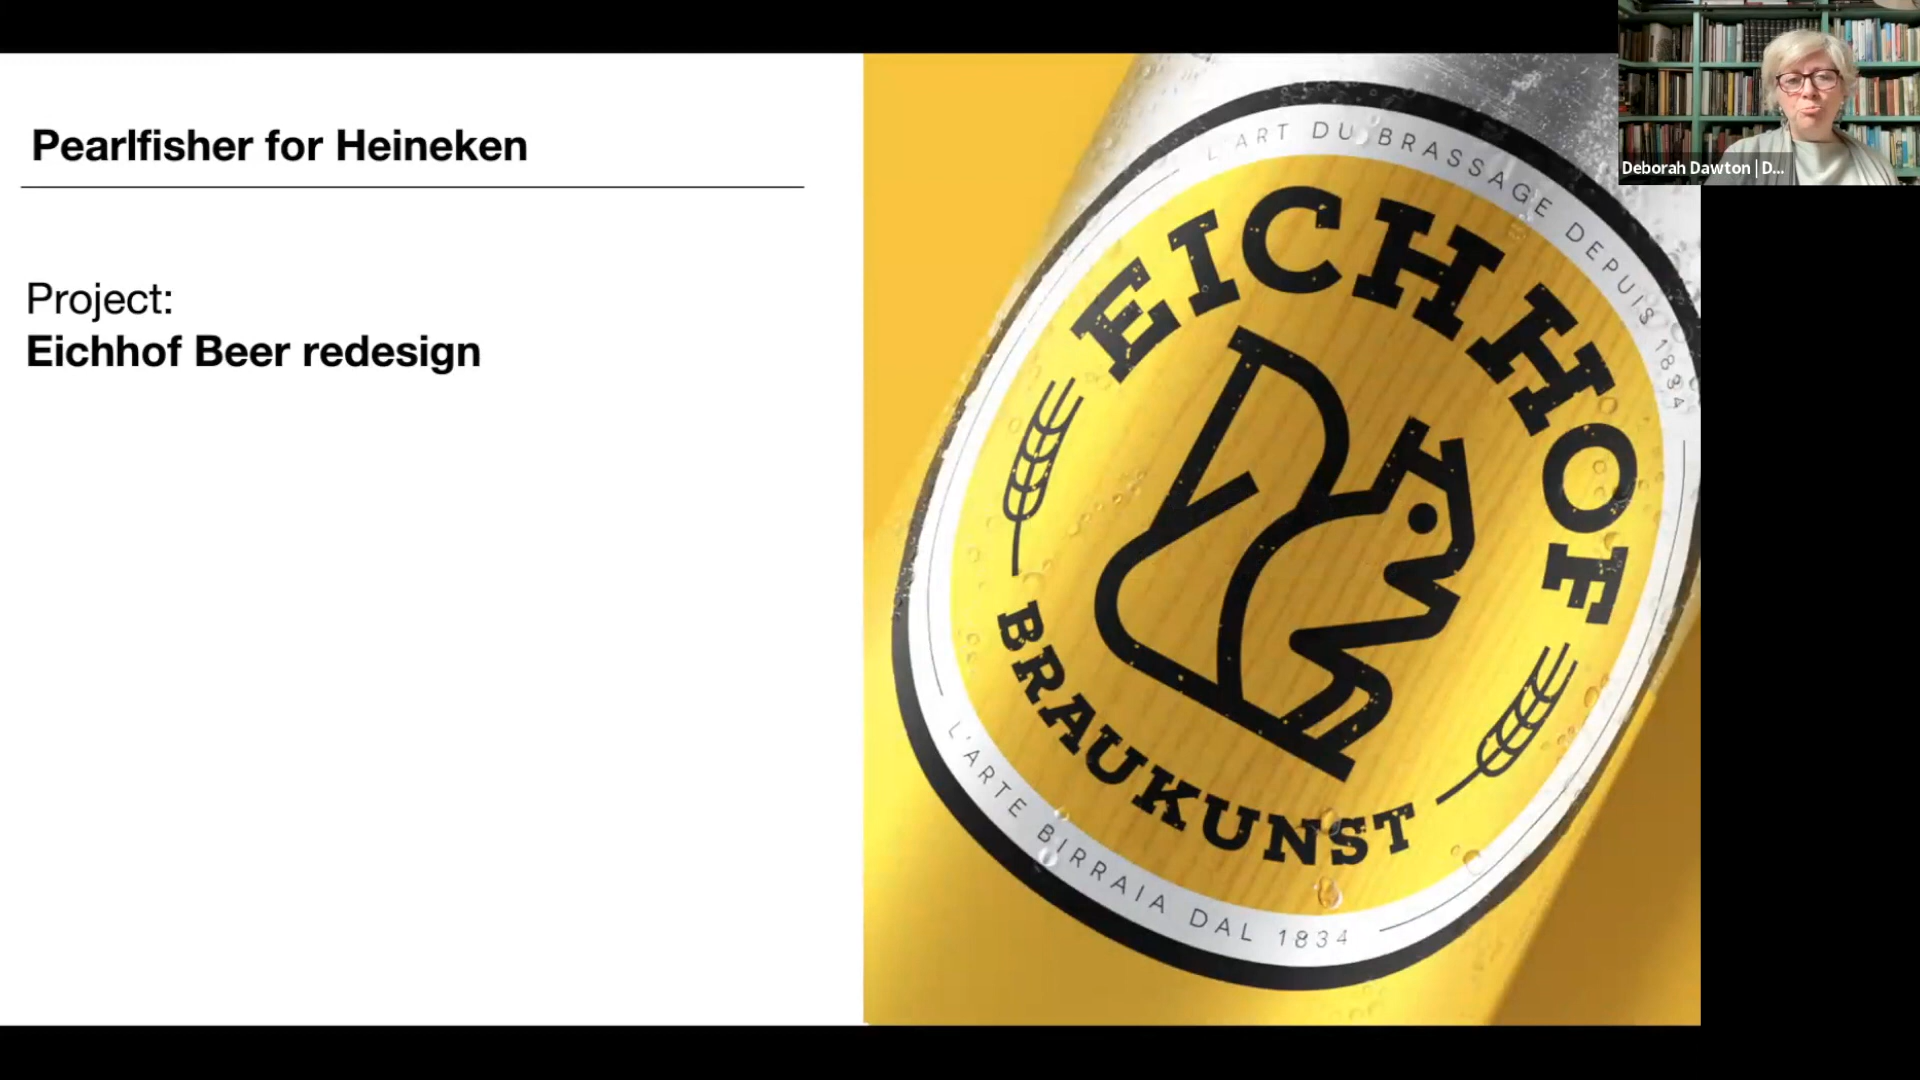 Pearlfisher for Heineken
Project:
Eichhof Beer redesign
L'ART DU BRASSAGE DEPUIS 1834
EICHHOF
BRAUKUNST
L'ARTE BIRRAIA DAL 1834
Deborah Dawton | D...